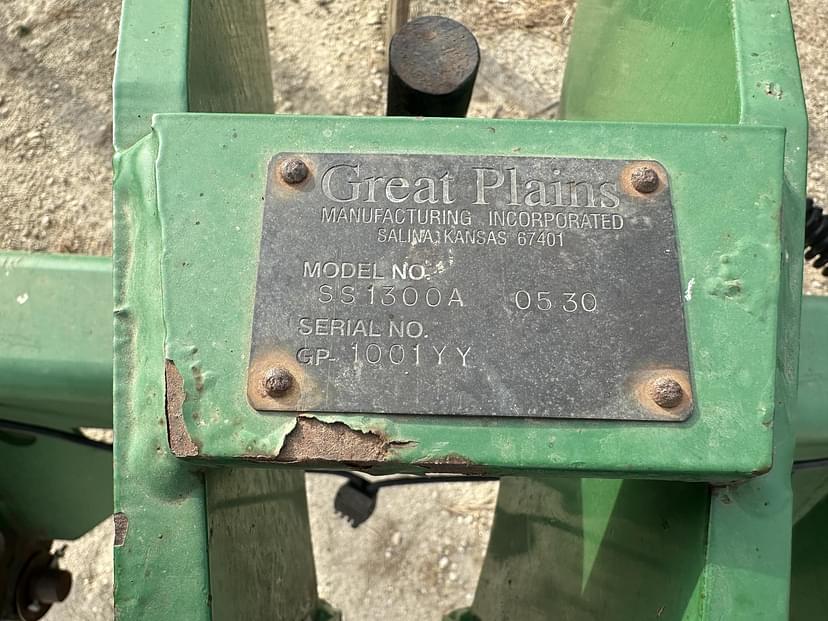 Great Plains
MANUFACTURING INCORPORATED
SALINA, KANSAS 67401
MODEL NO.
SS1300A 0530
SERIAL NO.
GP- 1001YY